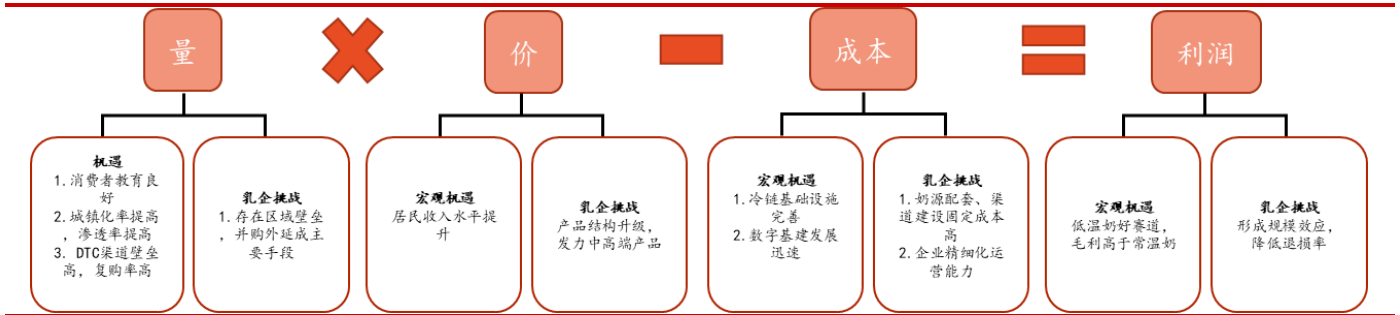 量
价
成本
利润
机遇
1. 消费者教育良
好
2. 城镇化率提高
，渗透率提高
3. DTC渠道壁垒
高，复购率高
乳企挑战
1. 存在区域壁垒
，并购外延成主
要手段
宏观机遇
居民收入水平提
升
乳企挑战
产品结构升级，
发力中高端产品
宏观机遇
1. 冷链基础设施
完善
2. 数字基建发展
迅速
乳企挑战
1. 奶源配套、渠
道建设固定成本
高
2. 企业精细化运
营能力
宏观机遇
低温奶好赛道，
毛利高于常温奶
乳企挑战
形成规模效应，
降低退损率